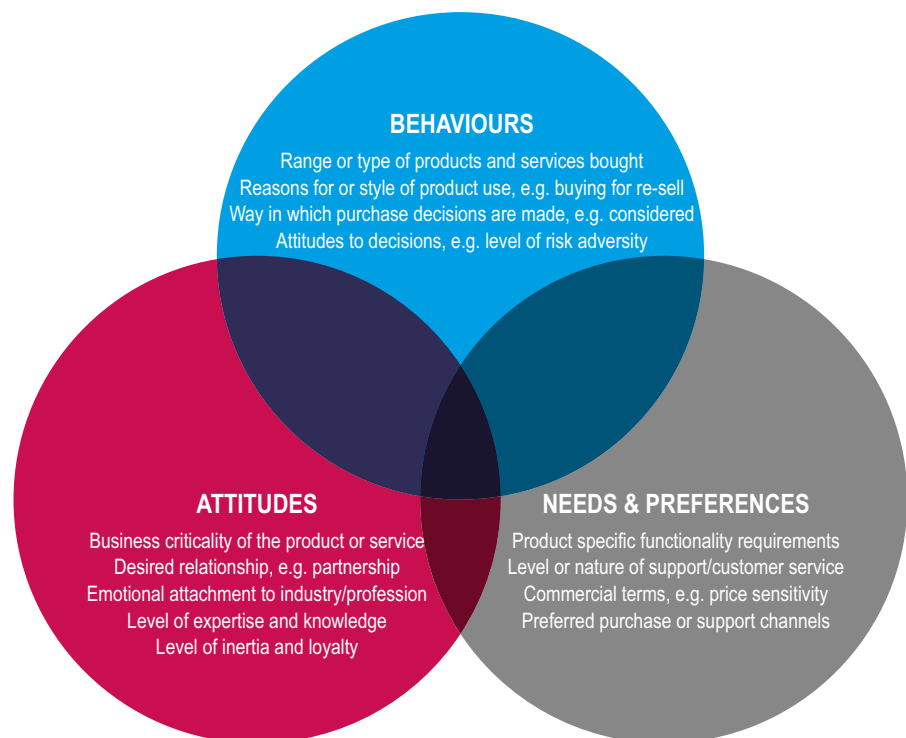 BEHAVIOURS
Range or type of products and services bought
Reasons for or style of product use, e.g. buying for re-sell
Way in which purchase decisions are made, e.g. considered
Attitudes to decisions, e.g. level of risk adversity
ATTITUDES
Business criticality of the product or service
Desired relationship, e.g. partnership
Emotional attachment to industry/profession
Level of expertise and knowledge
Level of inertia and loyalty
NEEDS & PREFERENCES
Product specific functionality requirements
Level or nature of support/customer service
Commercial terms, e.g. price sensitivity
Preferred purchase or support channels